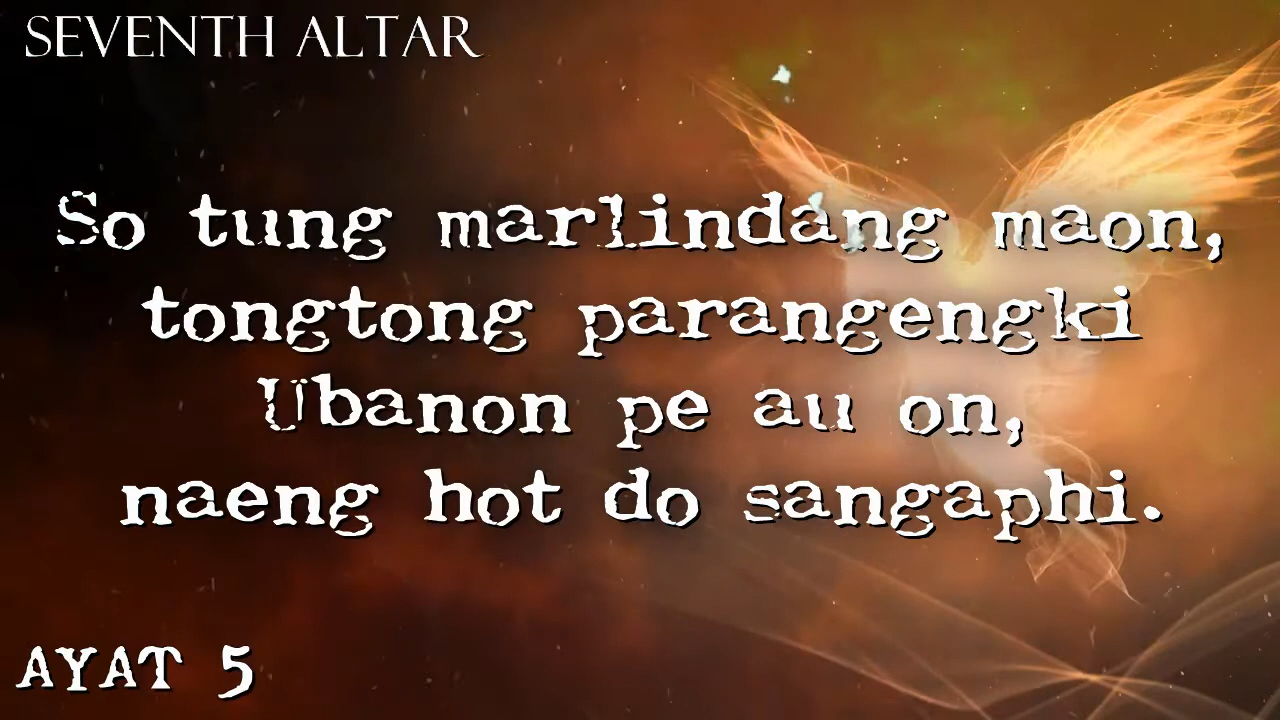 SEVENTH ALTAR
So tung marlindang maon,
tongtong parangengki
Ubanon pe au on,
naeng hot do sangaphi.
AYAT 5